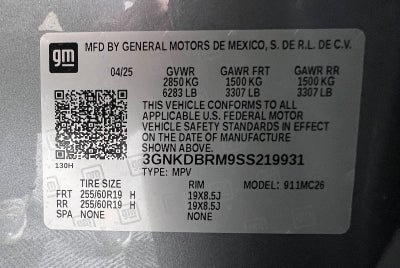 gm
MFD BY GENERAL MOTORS DE MEXICO, S. DE R.L. DE C.V.
04/25 GVWR GAWR FRT GAWR RR
2850 KG 1500 KG 1500 KG
6283 LB 3307 LB 3307 LB
THIS VEHICLE CONFORMS TO ALL
APPLICABLE U.S. FEDERAL MOTOR
VEHICLE SAFETY STANDARDS IN EFFECT
ON THE DATE OF MANUFACTURE
SHOWN ABOVE.
130H
3GNKDBRM9SS219931
TYPE: MPV
TIRE SIZE RIM MODEL: 911MC26
FRT 255/60R19 H 19X8.5J
RR 255/60R19 H 19X8.5J
SPA NONE NONE